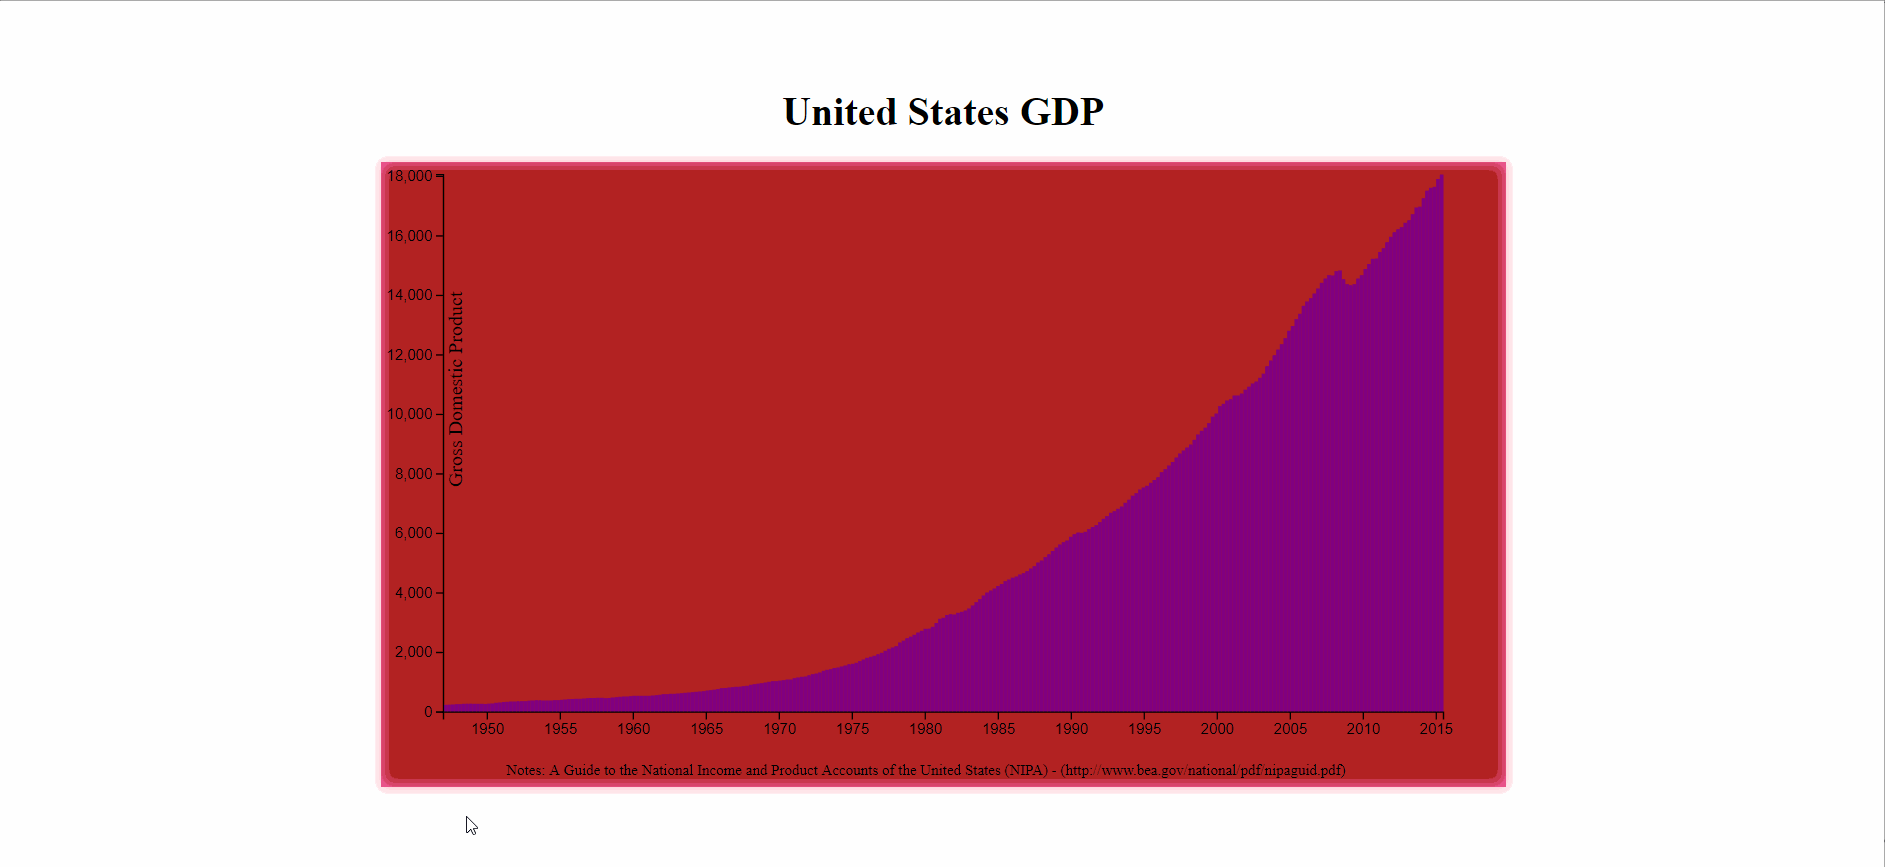 United States GDP
18,000
16,000
14,000
12,000
10,000
8,000
6,000
4,000
2,000
0
Gross Domestic Product
1950 1955 1960 1965 1970 1975 1980 1985 1990 1995 2000 2005 2010 2015
Notes: A Guide to the National Income and Product Accounts of the United States (NIPA) - (http://www.bea.gov/national/pdf/nipaguid.pdf)